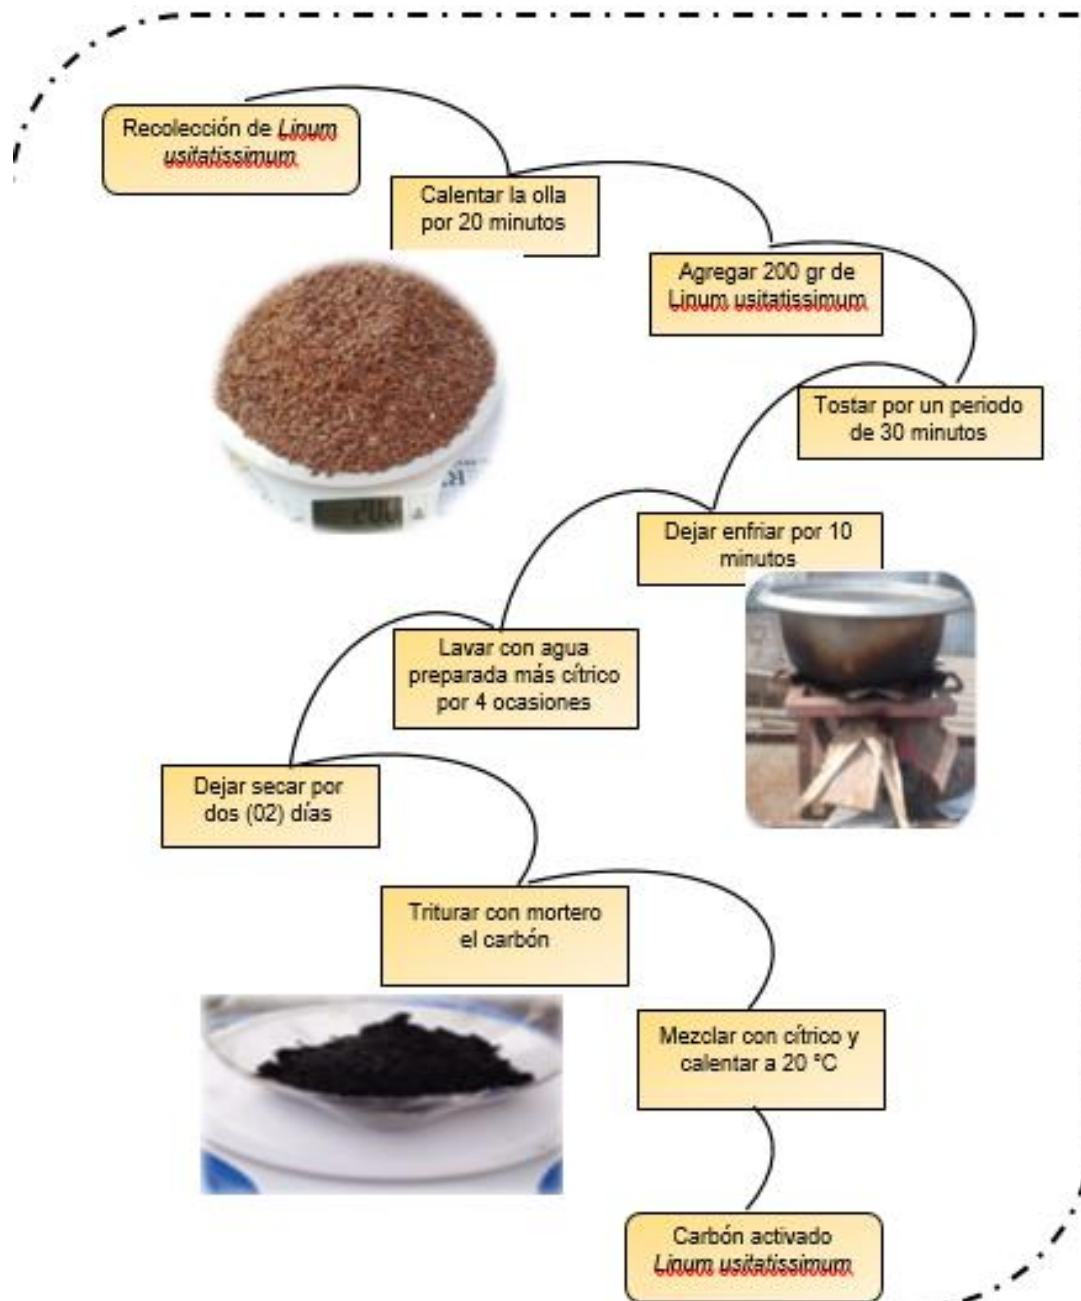 Recolección de Linum
usitatissimum
Calentar la olla
por 20 minutos
Agregar 200 gr de
Linum usitatissimum
Tostar por un periodo
de 30 minutos
Dejar enfriar por 10
minutos
Lavar con agua
preparada más cítrico
por 4 ocasiones
Dejar secar por
dos (02) días
Triturar con mortero
el carbón
Mezclar con cítrico y
calentar a 20 °C
Carbón activado
Linum usitatissimum
200